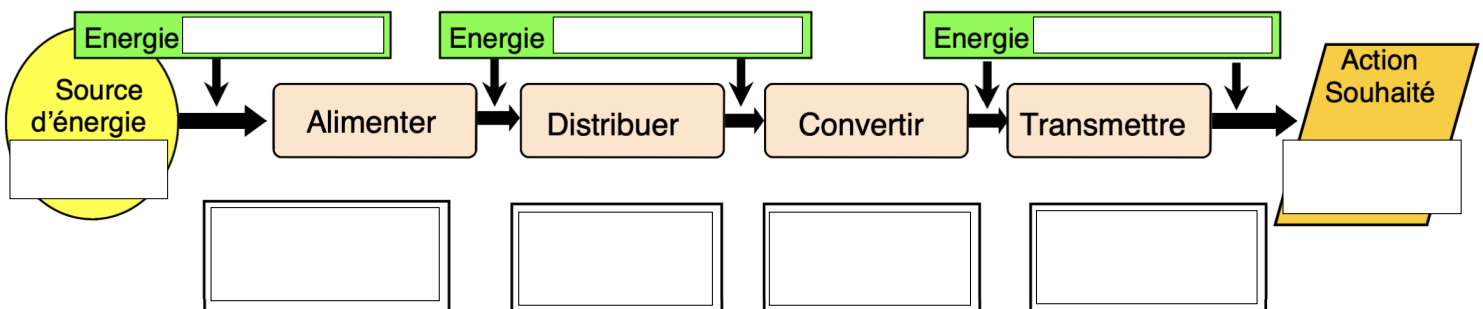 Energie
Energie
Energie
Source
d'énergie
Alimenter
Distribuer
Convertir
Transmettre
Action
Souhaité